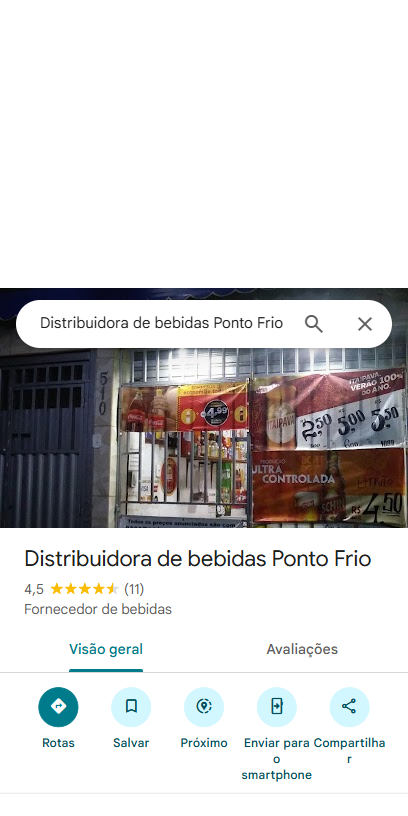 Distribuidora de bebidas Ponto Frio
510
4,99
ITAIPAVA
VERÃO 100%
DO ANO.
ITAIPAVA
2,50 5,00 5,50
ULTRA
CONTROLADA
LITRÃO
R$ 4,50
Todos os preços anunciados são com
Distribuidora de bebidas Ponto Frio
4,5 (11)
Fornecedor de bebidas
Visão geral Avaliações
Rotas Salvar Próximo Enviar para Compartilha
o r
smartphone